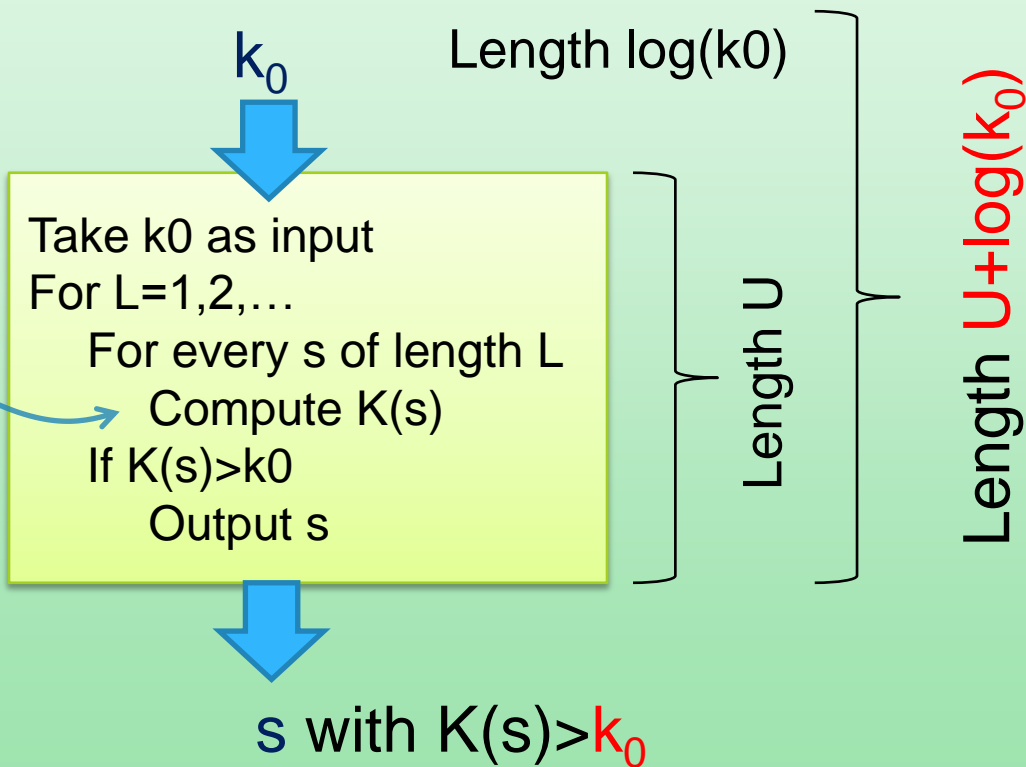 k₀
Length log(k0)
Take k0 as input
For L=1,2,…
For every s of length L
Compute K(s)
If K(s)>k0
Output s
Length U
Length U+log(k₀)
s with K(s)>k₀